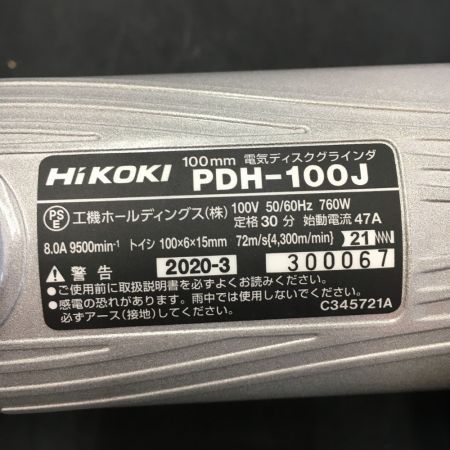 100mm 電気ディスクグラインダ
HiKOKI PDH-100J
PSE 工機ホールディングス(株) 100V 50/60Hz 760W
定格30分 始動電流47A
8.0A 9500min⁻¹ トイシ 100×6×15mm 72m/s{4,300m/min} 21
警告 2020-3 300067
●ご使用前に取扱説明書を必ずよくお読みください。
●感電の恐れがあります。雨中では使用しないでください。
必ずアース(接地)してください。 C345721A